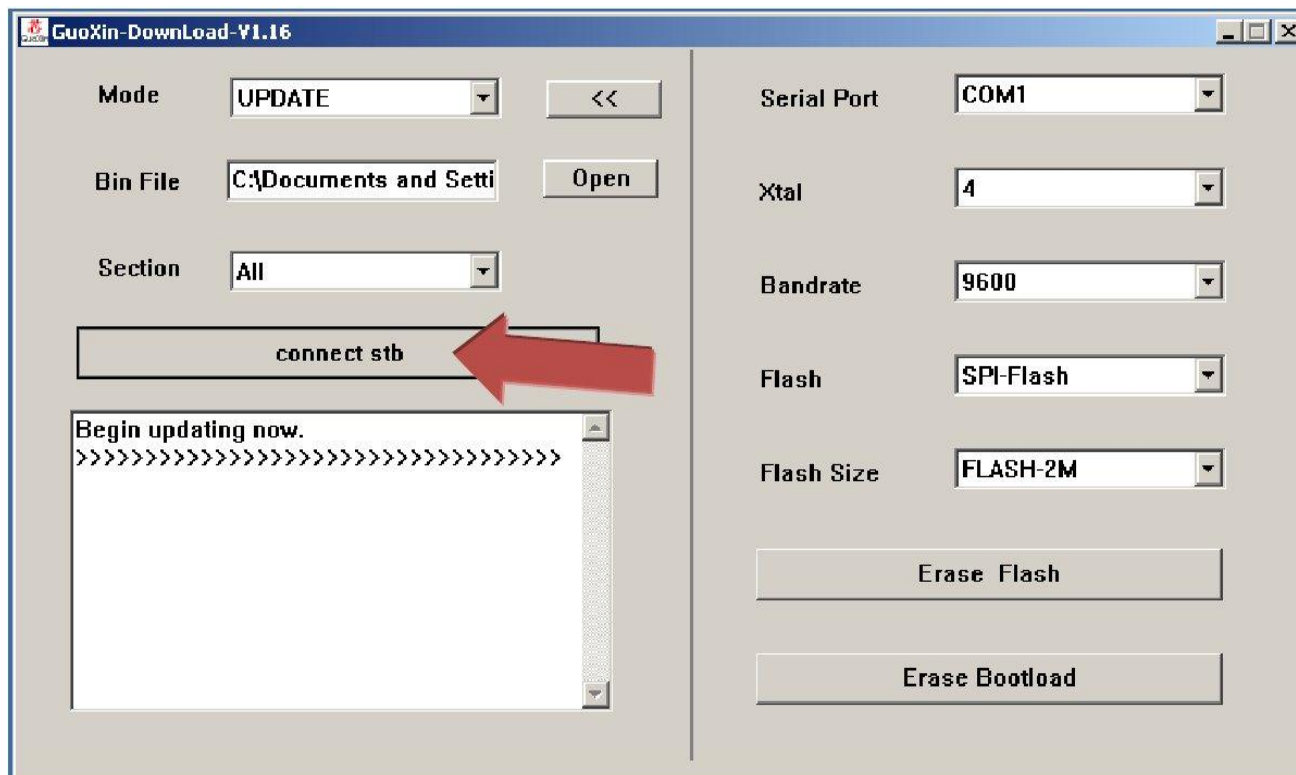 GuoXin-DownLoad-V1.16
Mode
UPDATE
<<
Bin File
C:\Documents and Setti
Open
Section
All
connect stb
Begin updating now.
>>>>>>>>>>>>>>>>>>>>>>>>>>>>>>>>>>>
Serial Port
COM1
Xtal
4
Bandrate
9600
Flash
SPI-Flash
Flash Size
FLASH-2M
Erase Flash
Erase Bootload